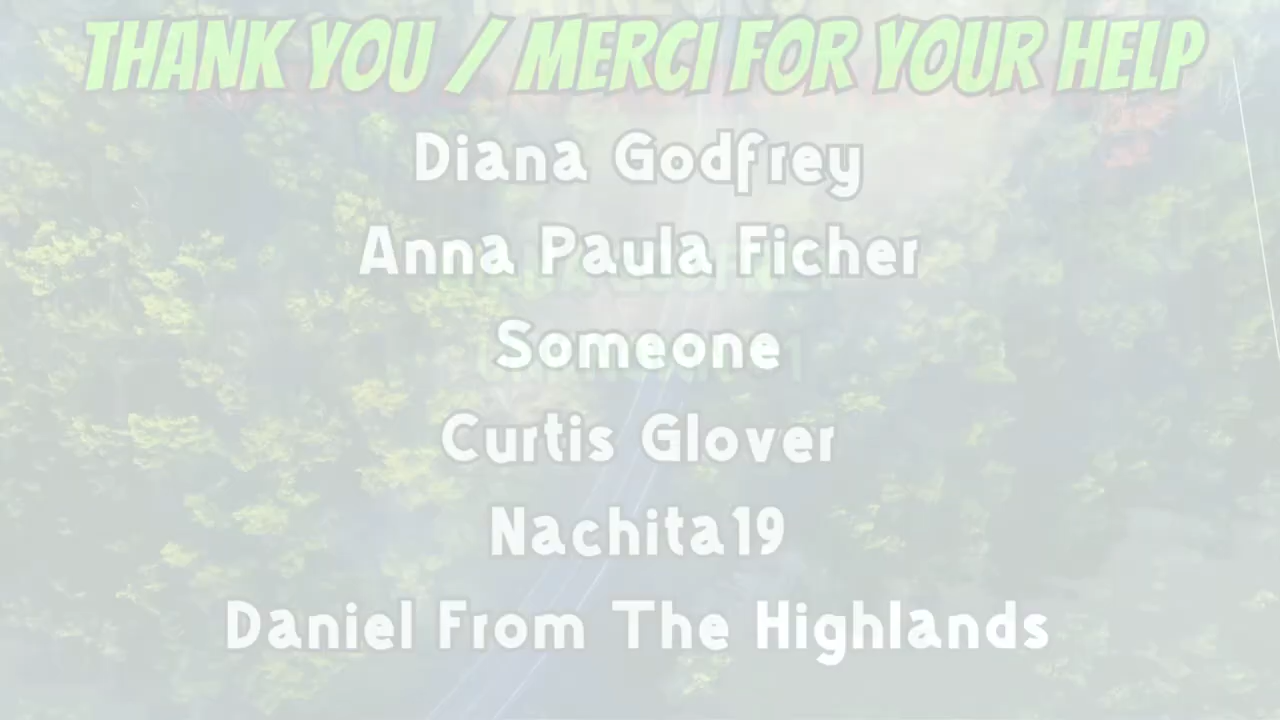 THANK YOU / MERCI FOR YOUR HELP
Diana Godfrey
Anna Paula Ficher
Someone
Curtis Glover
Nachita19
Daniel From The Highlands